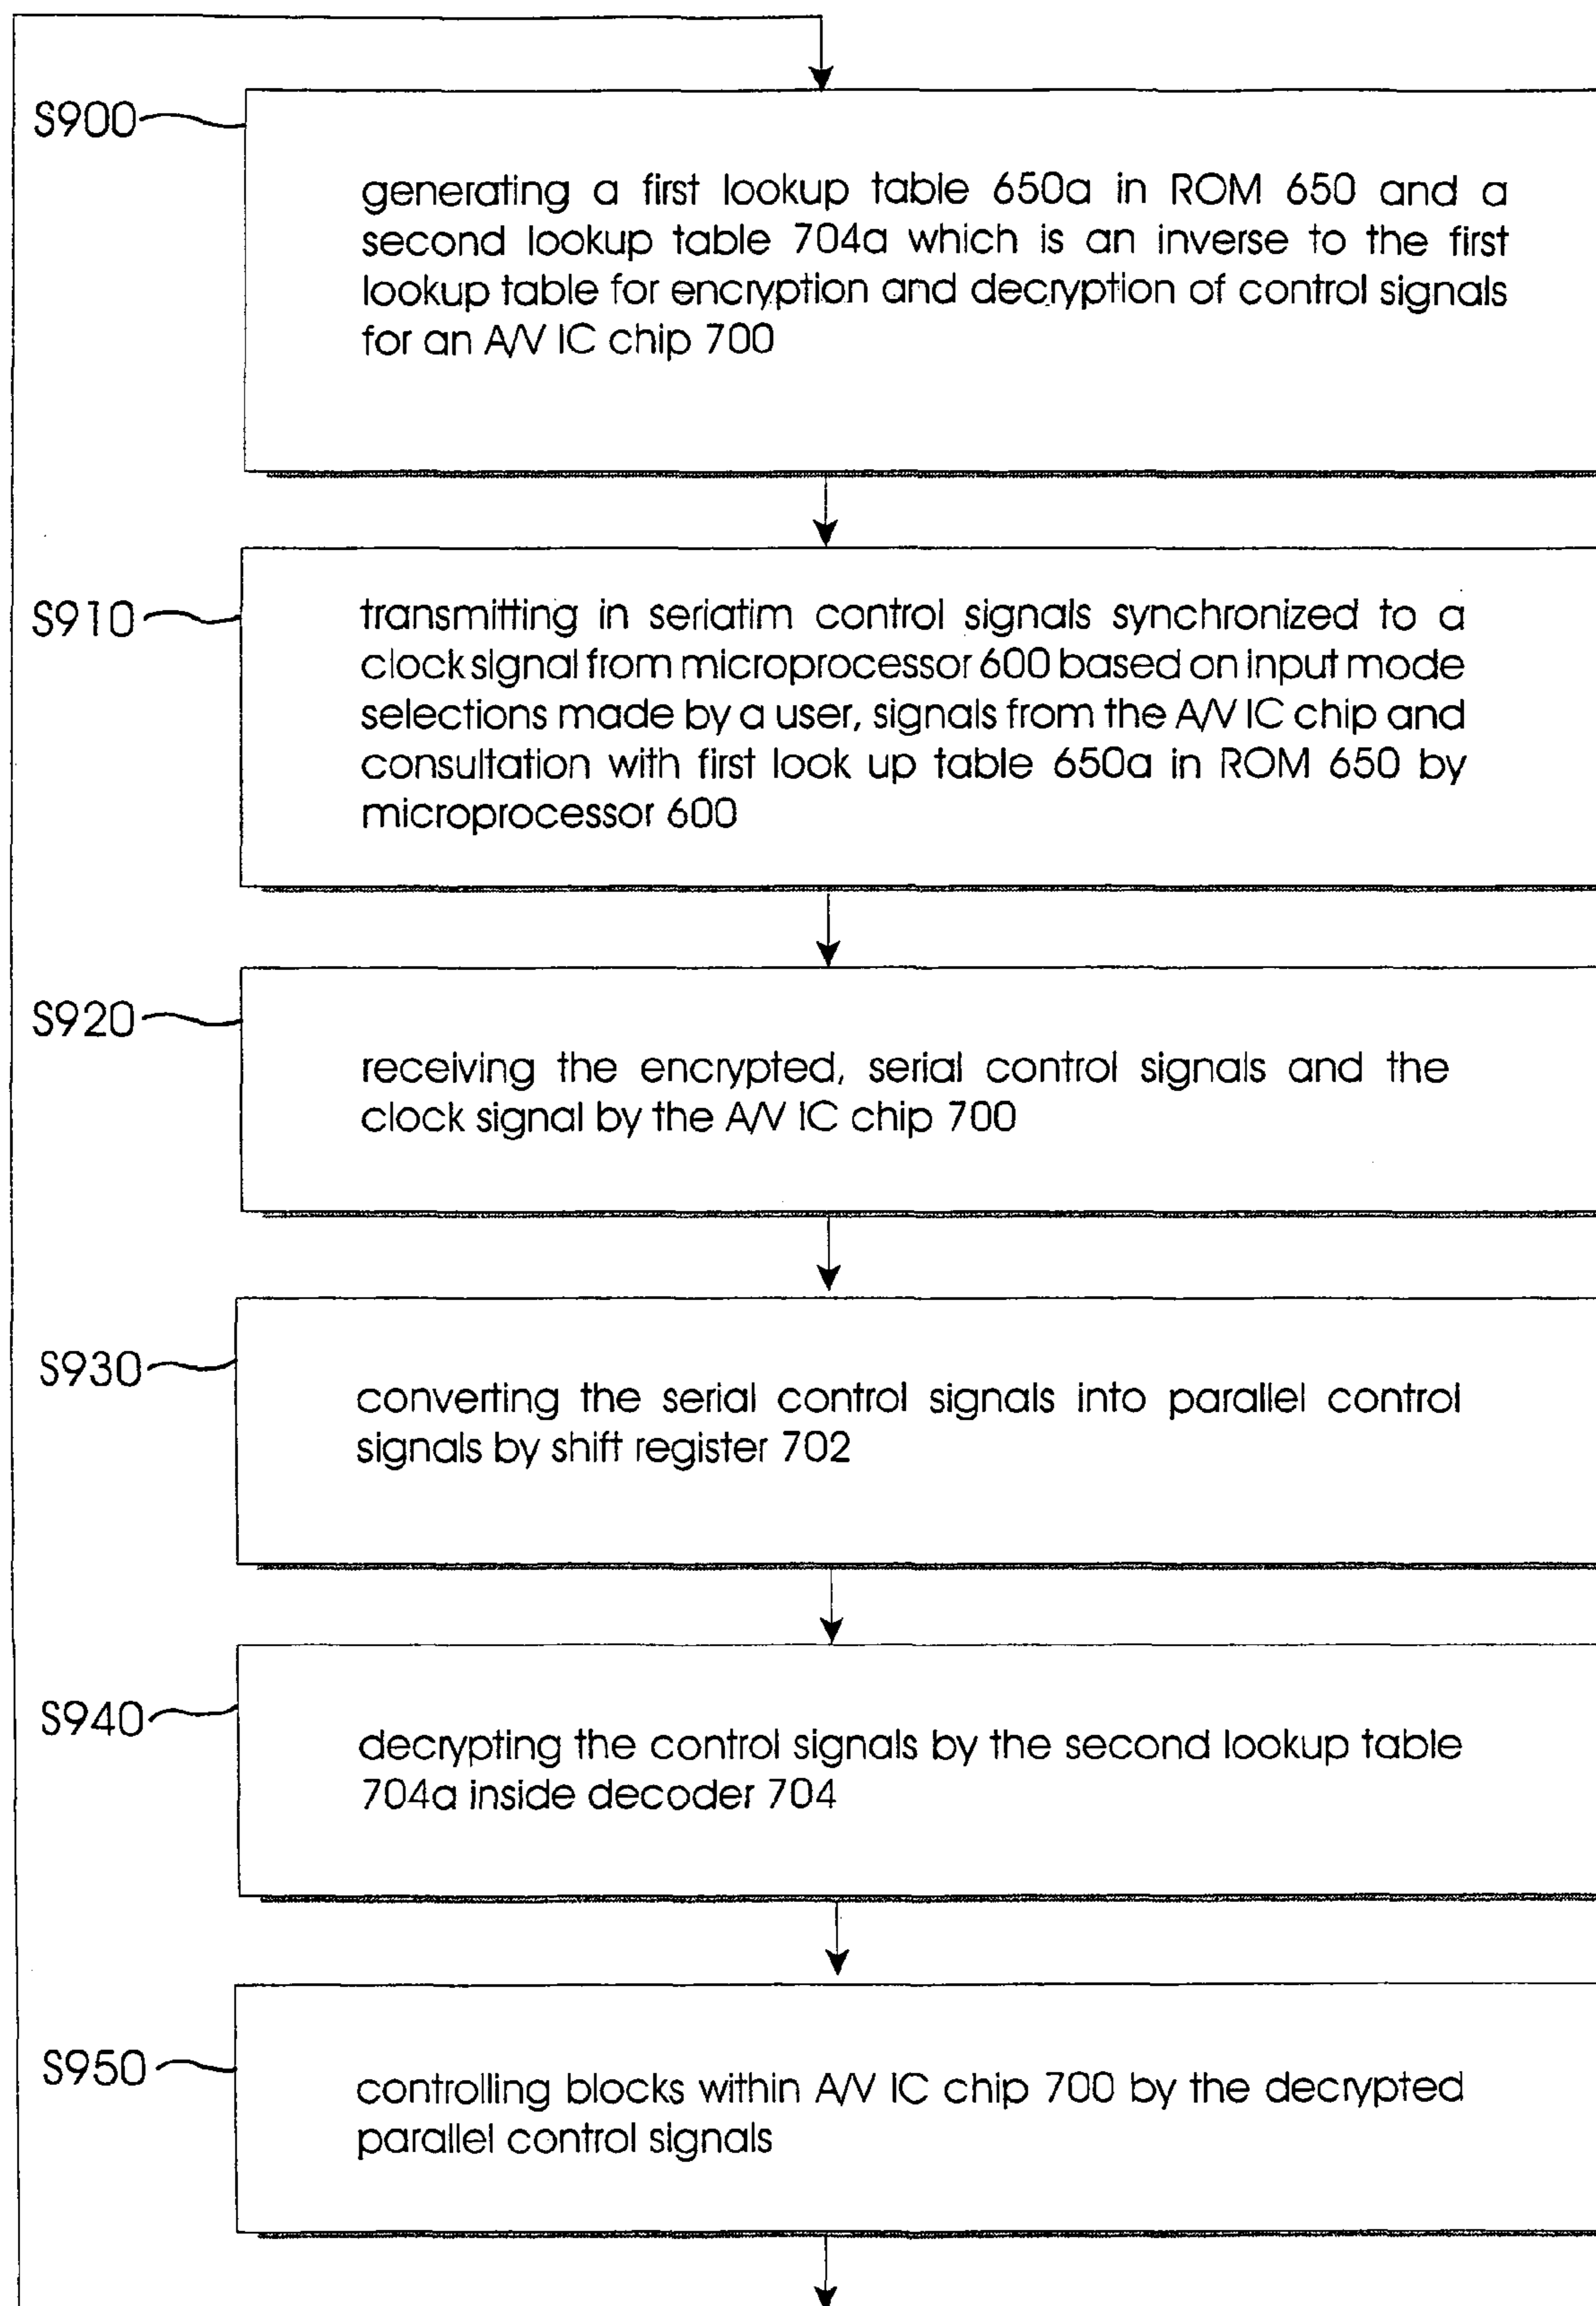 S900
generating a first lookup table 650a in ROM 650 and a
second lookup table 704a which is an inverse to the first
lookup table for encryption and decryption of control signals
for an A/V IC chip 700
S910
transmitting in seriatim control signals synchronized to a
clock signal from microprocessor 600 based on input mode
selections made by a user, signals from the A/V IC chip and
consultation with first look up table 650a in ROM 650 by
microprocessor 600
S920
receiving the encrypted, serial control signals and the
clock signal by the A/V IC chip 700
S930
converting the serial control signals into parallel control
signals by shift register 702
S940
decrypting the control signals by the second lookup table
704a inside decoder 704
S950
controlling blocks within A/V IC chip 700 by the decrypted
parallel control signals